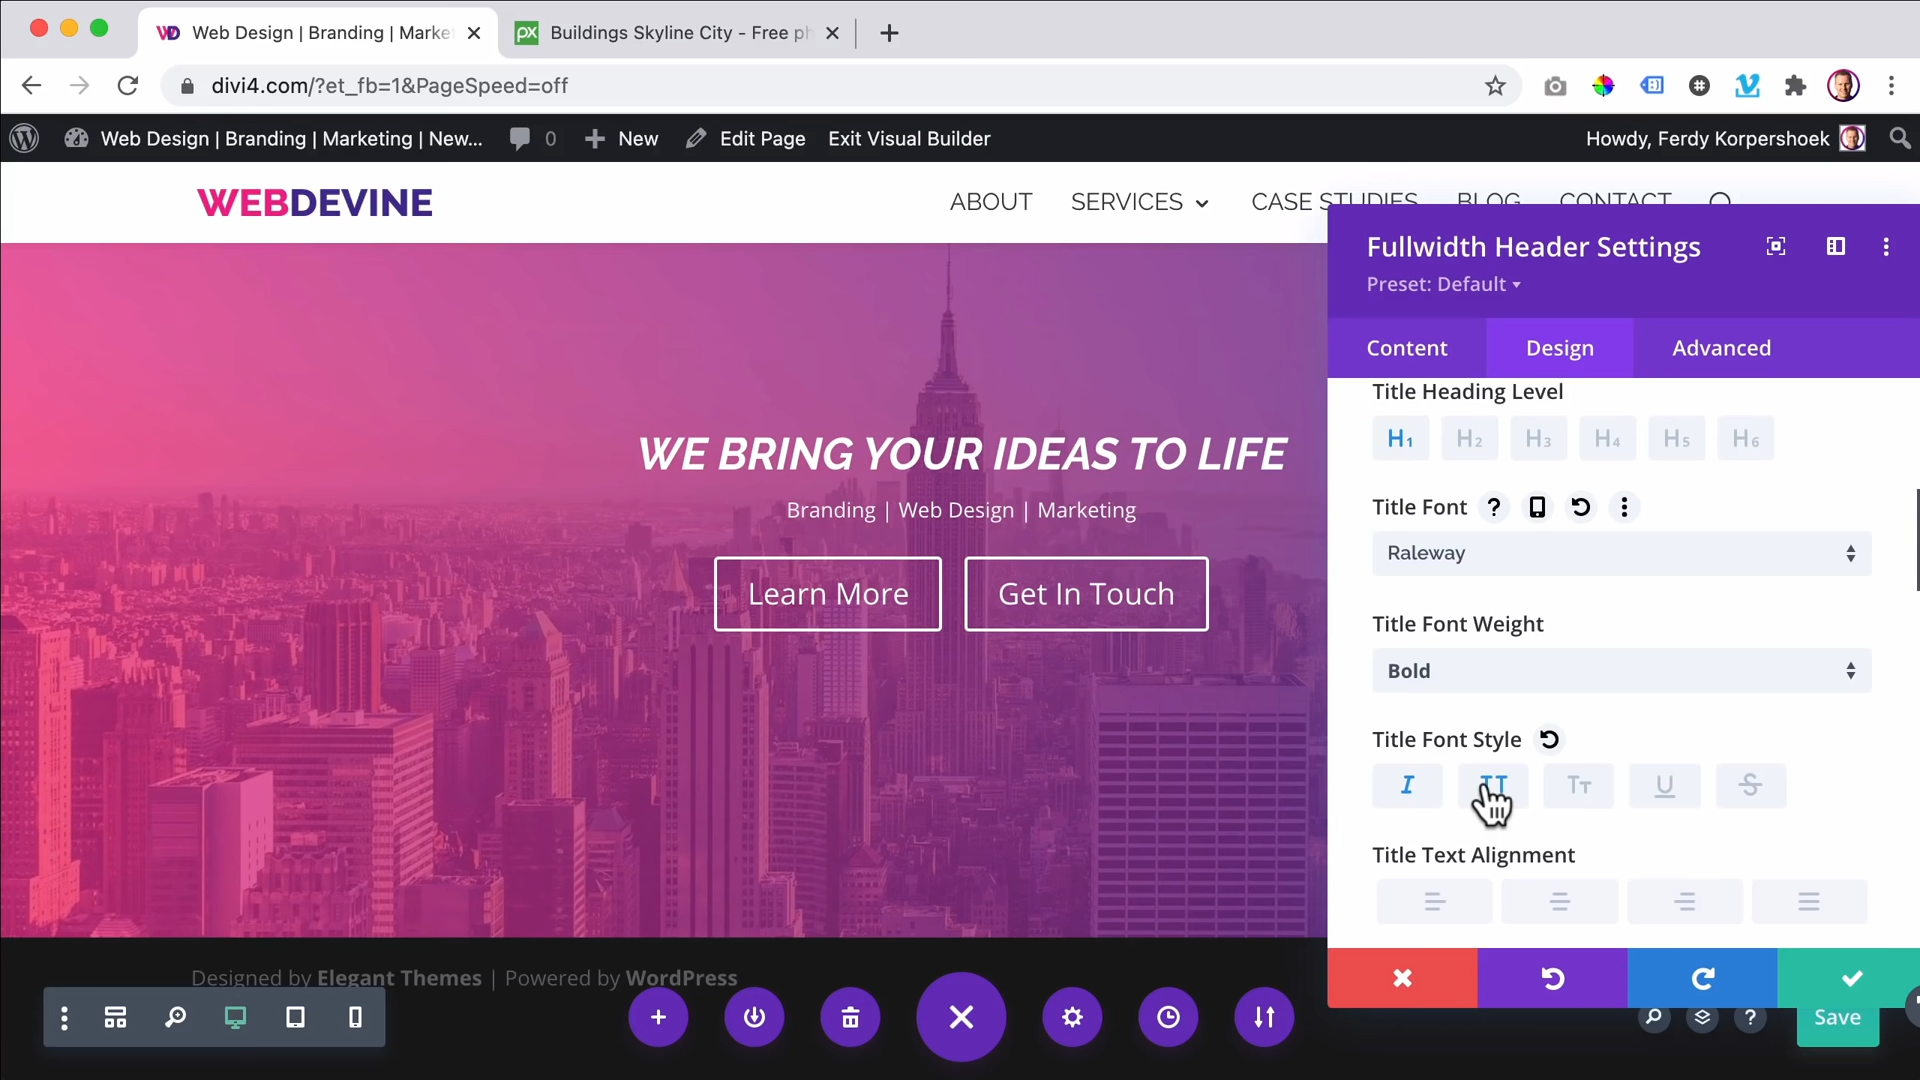 Web Design | Branding | Marke
Buildings Skyline City - Free ph
divi4.com/?et_fb=1&PageSpeed=off
Web Design | Branding | Marketing | New...
0
New
Edit Page
Exit Visual Builder
Howdy, Ferdy Korpershoek
WEBDEVINE
ABOUT
SERVICES
CASE STUDIES
BLOG
CONTACT
Fullwidth Header Settings
Preset: Default
Content
Design
Advanced
Title Heading Level
H1
H2
H3
H4
H5
H6
Title Font
Raleway
Title Font Weight
Bold
Title Font Style
I
TT
TT
U
S
Title Text Alignment
WE BRING YOUR IDEAS TO LIFE
Branding | Web Design | Marketing
Learn More
Get In Touch
Designed by Elegant Themes | Powered by WordPress
Save